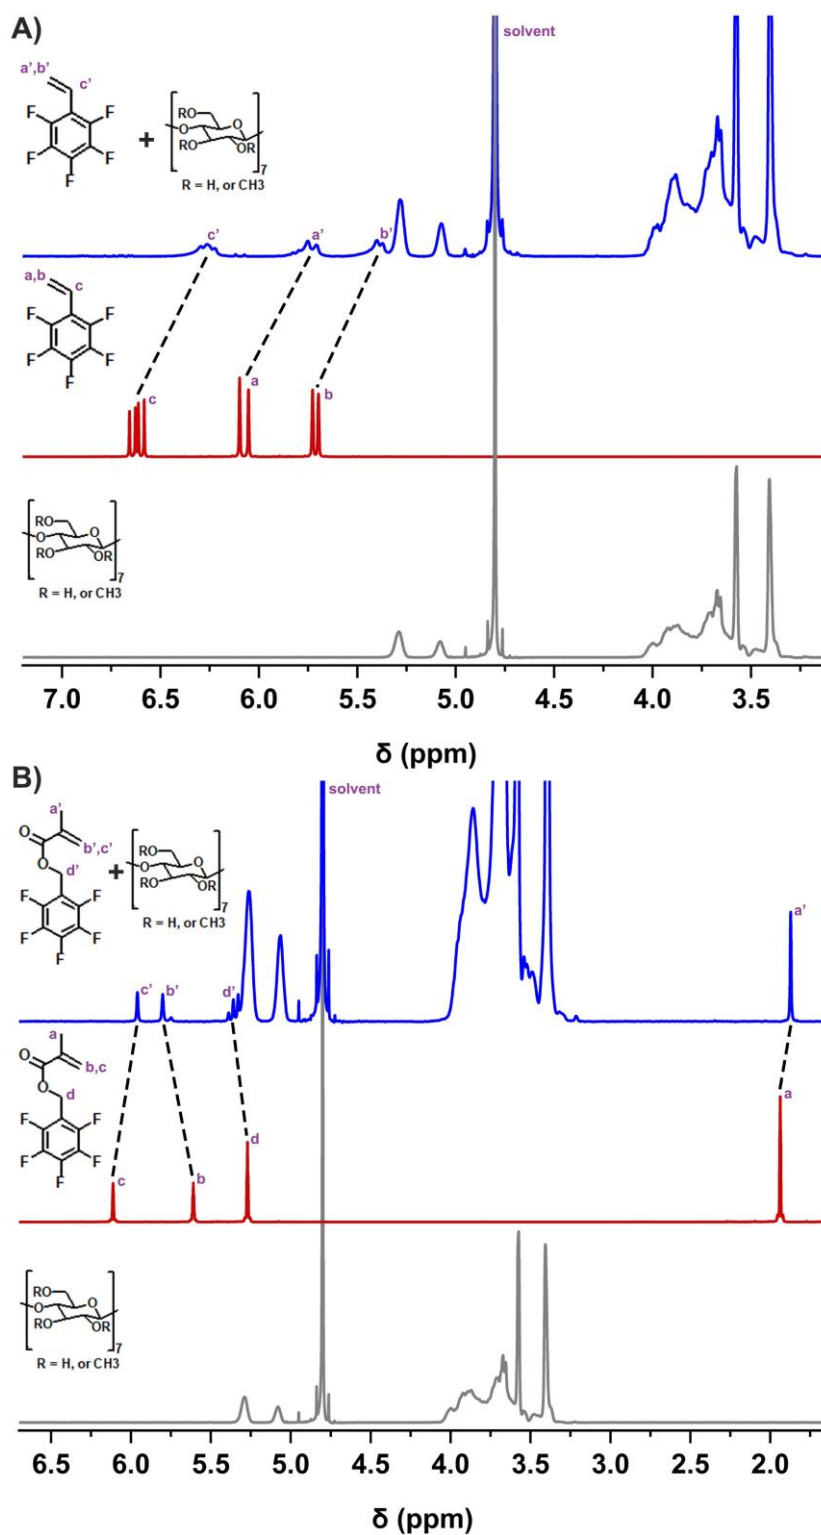 A)
solvent
a',b'
c'
F
F
F
F
F
+
RO
O
O
RO
OR
7
R = H, or CH3
c'
a'
b'
a,b
c
F
F
F
F
F
c
a
b
RO
O
O
RO
OR
7
R = H, or CH3
7.0 6.5 6.0 5.5 5.0 4.5 4.0 3.5
δ (ppm)
B)
solvent
a'
O
b',c'
O
d'
F
F
F
F
F
+
RO
O
O
RO
OR
7
R = H, or CH3
c'
b'
d'
a'
a
O
b,c
O
d
F
F
F
F
F
c
b
d
a
RO
O
O
RO
OR
7
R = H, or CH3
6.5 6.0 5.5 5.0 4.5 4.0 3.5 3.0 2.5 2.0
δ (ppm)